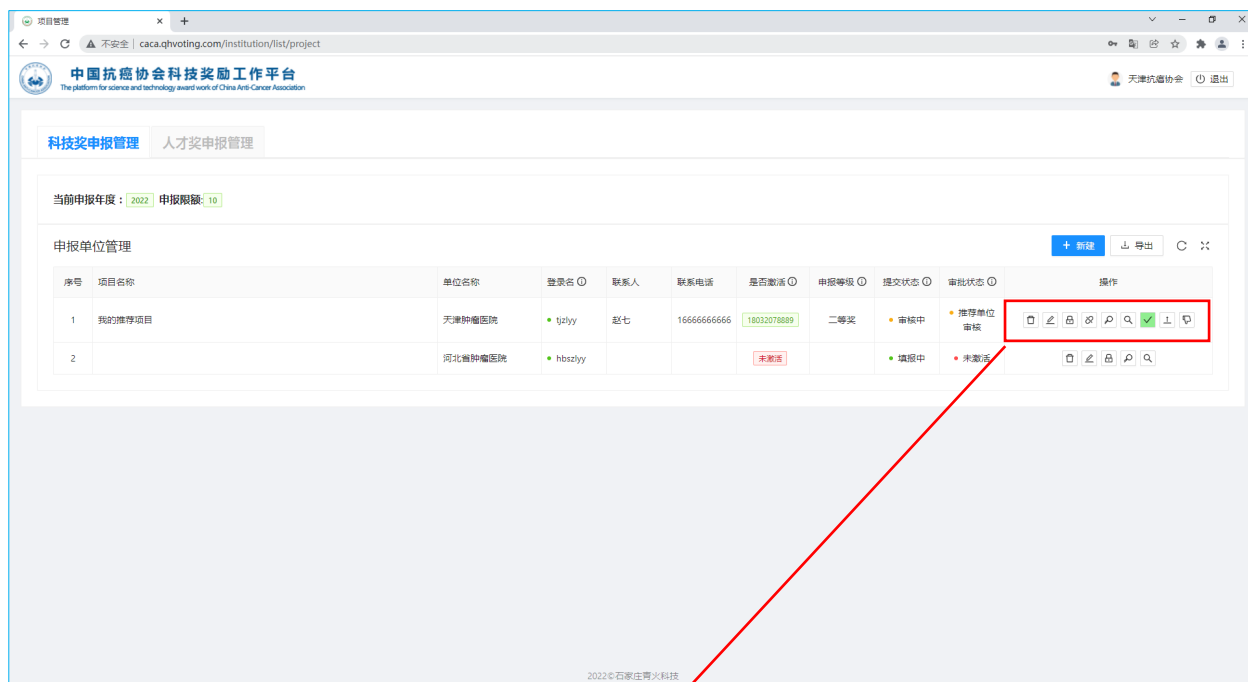 项目管理
不安全 | caca.qhvoting.com/institution/list/project
中国抗癌协会科技奖励工作平台
The platform for science and technology award work of China Anti-Cancer Association
天津抗癌协会 退出
科技奖申报管理 人才奖申报管理
当前申报年度： 2022 申报限额: 10
申报单位管理
+ 新建 导出
序号 项目名称 单位名称 登录名 联系人 联系电话 是否激活 申报等级 提交状态 审批状态 操作
1 我的推荐项目 天津肿瘤医院 tjzlyy 赵七 16666666666 18032078889 二等奖 审核中 推荐单位
审核
2 河北省肿瘤医院 hbszlyy 未激活 填报中 未激活
2022©石家庄青火科技